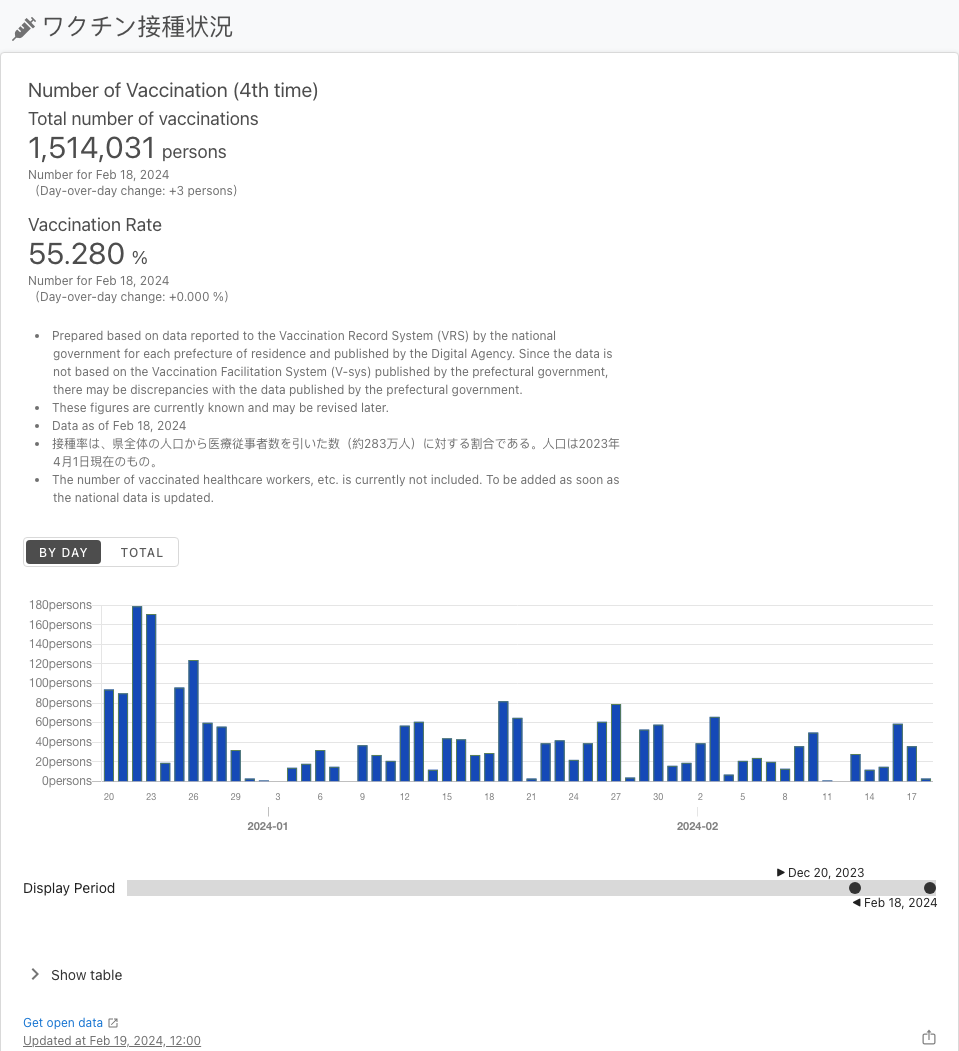 ワクチン接種状況
Number of Vaccination (4th time)
Total number of vaccinations
1,514,031 persons
Number for Feb 18, 2024
(Day-over-day change: +3 persons)
Vaccination Rate
55.280 %
Number for Feb 18, 2024
(Day-over-day change: +0.000 %)
• Prepared based on data reported to the Vaccination Record System (VRS) by the national
government for each prefecture of residence and published by the Digital Agency. Since the data is
not based on the Vaccination Facilitation System (V-sys) published by the prefectural government,
there may be discrepancies with the data published by the prefectural government.
• These figures are currently known and may be revised later.
• Data as of Feb 18, 2024
• 接種率は、県全体の人口から医療従事者数を引いた数（約283万人）に対する割合である。人口は2023年
4月1日現在のもの。
• The number of vaccinated healthcare workers, etc. is currently not included. To be added as soon as
the national data is updated.
BY DAY TOTAL
180persons
160persons
140persons
120persons
100persons
80persons
60persons
40persons
20persons
0persons
20 23 26 29 3 6 9 12 15 18 21 24 27 30 2 5 8 11 14 17
2024-01 2024-02
Dec 20, 2023
Display Period
Feb 18, 2024
Show table
Get open data
Updated at Feb 19, 2024, 12:00